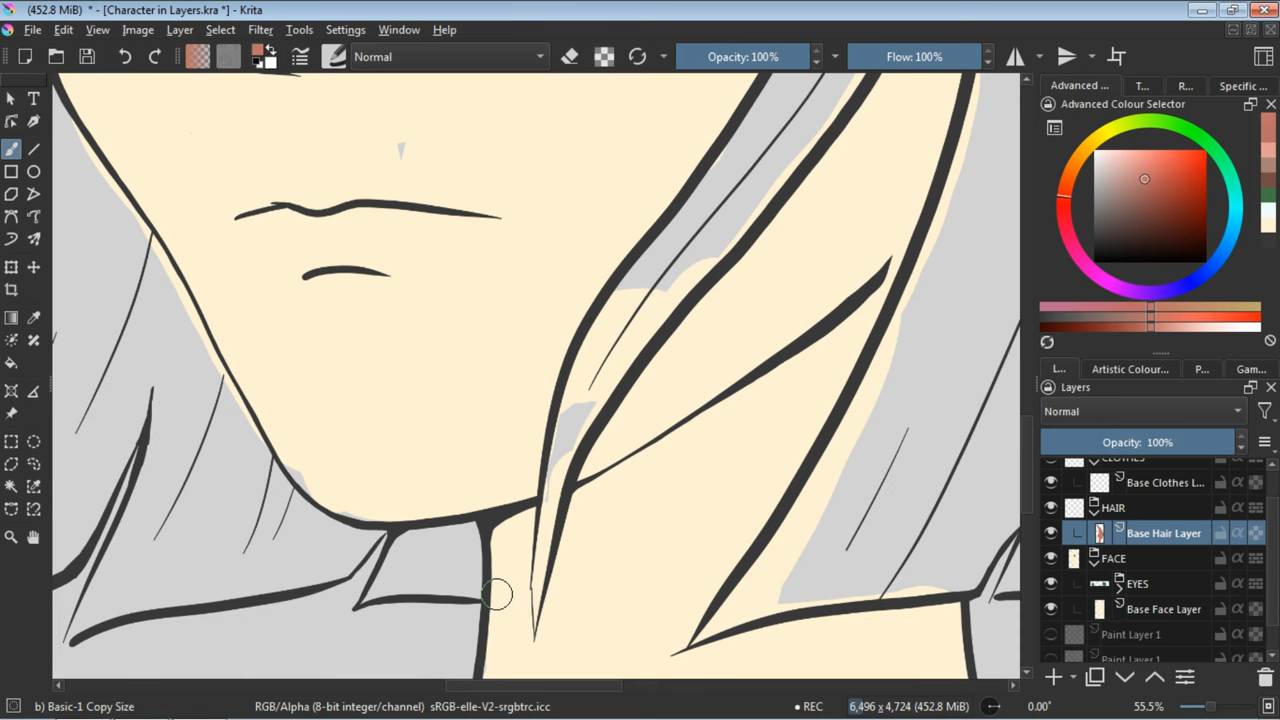 (452.8 MiB) * - [Character in Layers.kra *] - Krita
File Edit View Image Layer Select Filter Tools Settings Window Help
Normal
Opacity: 100%
Flow: 100%
Advanced ... T... R... Specific ...
Advanced Colour Selector
L... Artistic Colour... P... Gam...
Layers
Normal
Opacity: 100%
CLOTHES
Base Clothes L...
HAIR
Base Hair Layer
FACE
EYES
Base Face Layer
Paint Layer 1
Paint Layer 1
b) Basic-1 Copy Size
RGB/Alpha (8-bit integer/channel) sRGB-elle-V2-srgbtrc.icc
REC
6,496 x 4,724 (452.8 MiB)
0.00°
55.5%